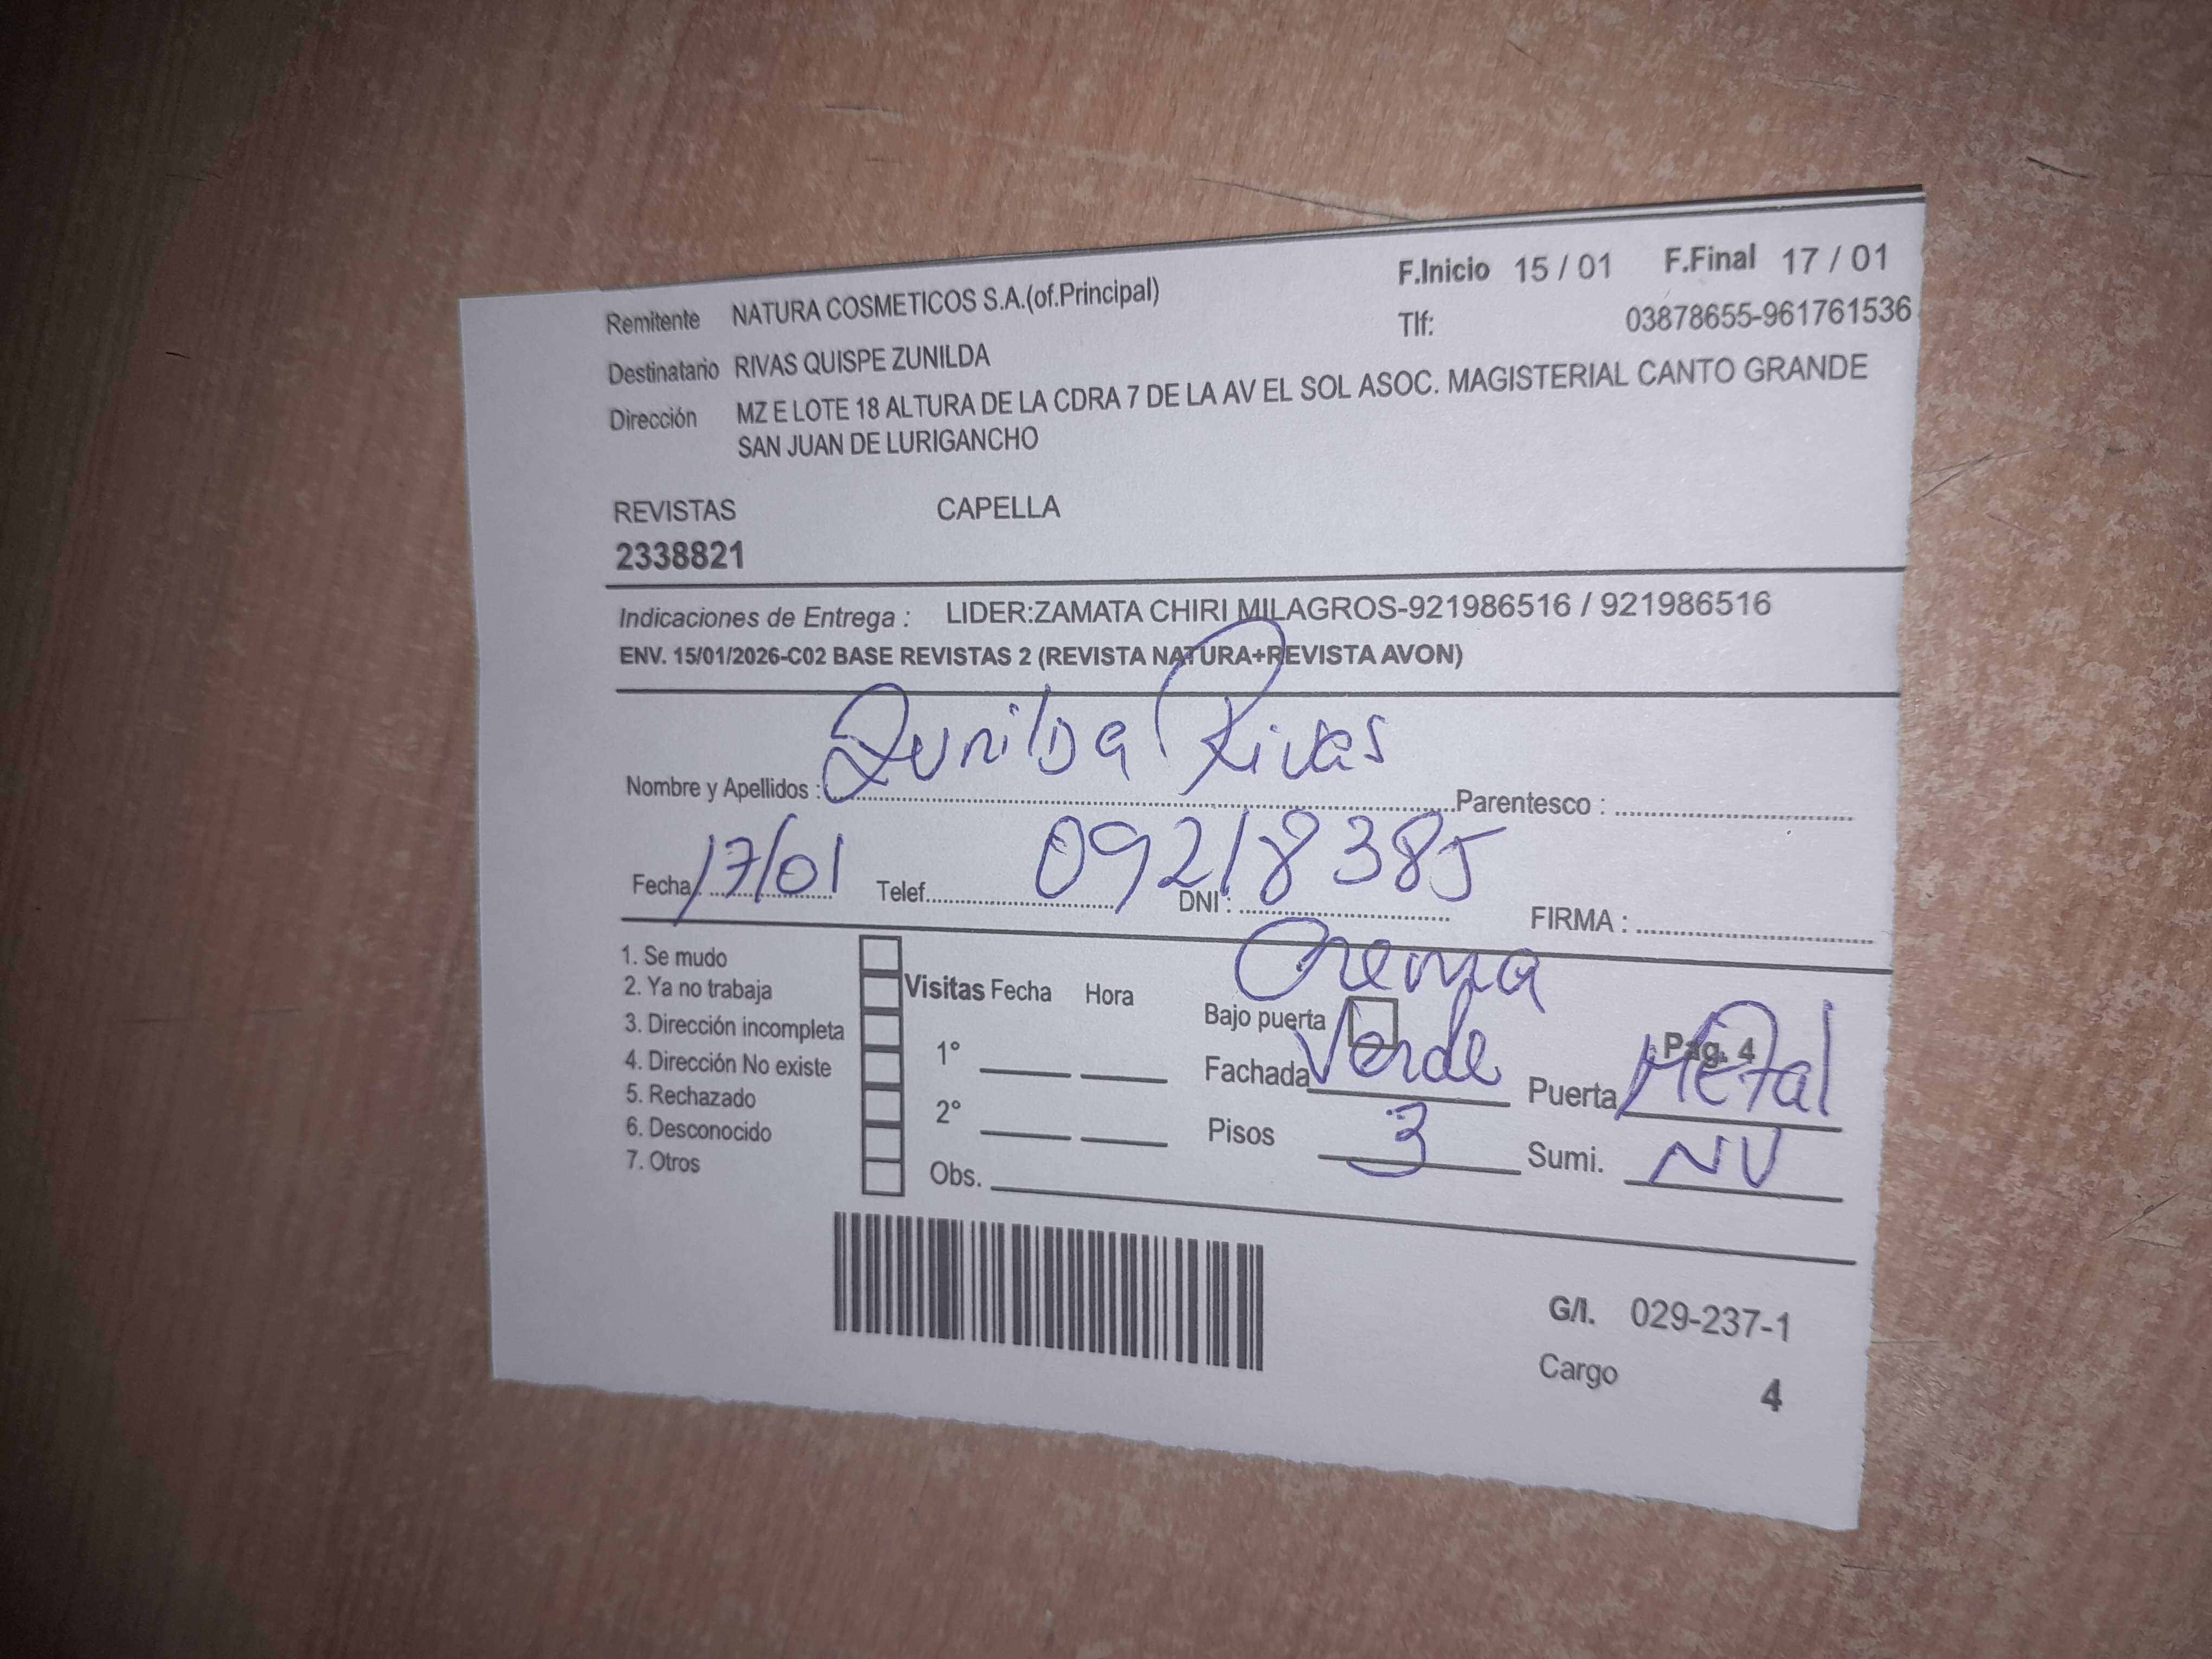 F.Inicio 15 / 01 F.Final 17 / 01
Remitente NATURA COSMETICOS S.A.(of.Principal)
Tlf: 03878655-961761536
Destinatario RIVAS QUISPE ZUNILDA
Dirección MZ E LOTE 18 ALTURA DE LA CDRA 7 DE LA AV EL SOL ASOC. MAGISTERIAL CANTO GRANDE
SAN JUAN DE LURIGANCHO
REVISTAS CAPELLA
2338821
Indicaciones de Entrega : LIDER:ZAMATA CHIRI MILAGROS-921986516 / 921986516
ENV. 15/01/2026-C02 BASE REVISTAS 2 (REVISTA NATURA+REVISTA AVON)
Nombre y Apellidos : Zunilda Rivas Parentesco :
Fecha: 17/01 Telef. DNI : 09218385 FIRMA :
1. Se mudo
2. Ya no trabaja
3. Dirección incompleta
4. Dirección No existe
5. Rechazado
6. Desconocido
7. Otros
Visitas Fecha Hora
1°
2°
Obs.
Crema
Bajo puerta Pag. 4
Fachada Verde Puerta Metal
Pisos 3 Sumi. NV
G/I. 029-237-1
Cargo 4